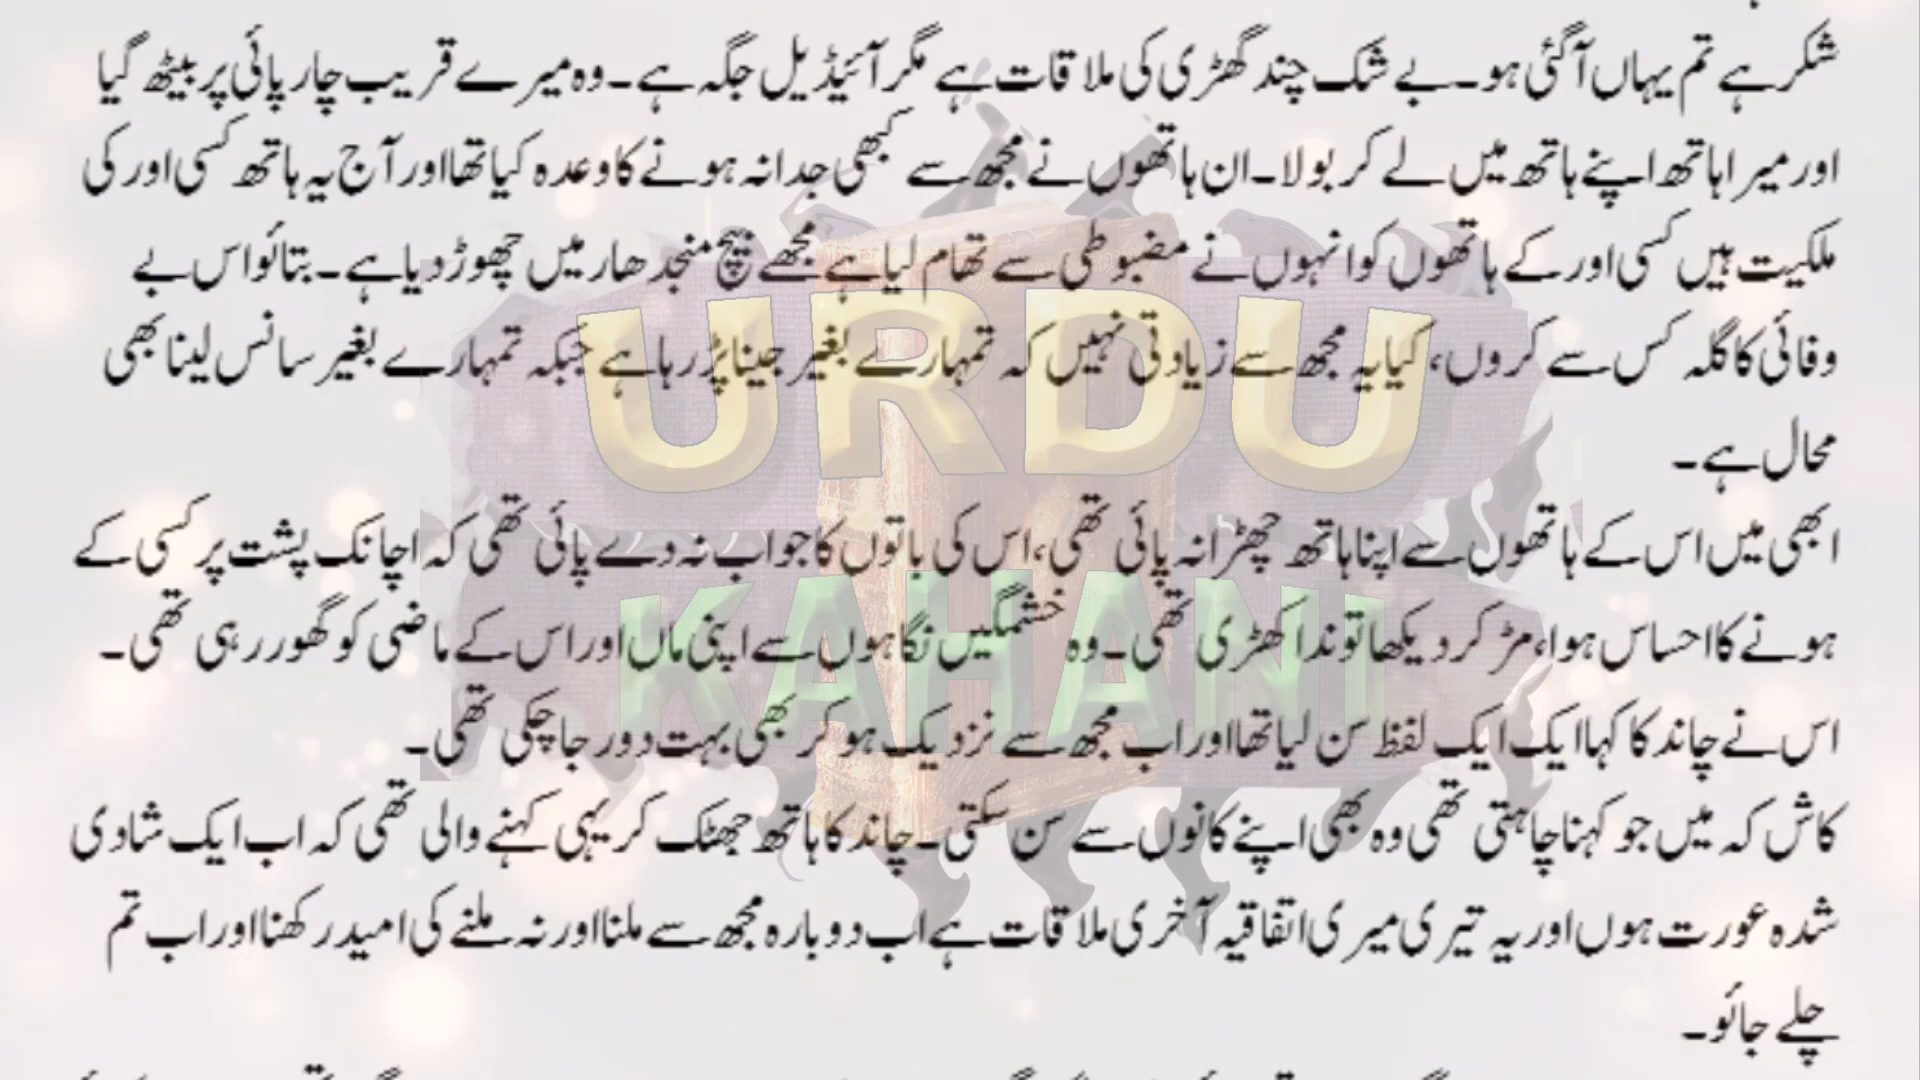 شکر ہے تم یہاں آگئی ہو۔ بے شک چند گھڑی کی ملاقات ہے مگر آئیڈیل جگہ ہے۔ وہ میرے قریب چارپائی پر بیٹھ گیا
اور میرا ہاتھ اپنے ہاتھ میں لے کر بولا۔ ان ہاتھوں نے مجھ سے کبھی جدا نہ ہونے کا وعدہ کیا تھا اور آج یہ ہاتھ کسی اور کی
ملکیت ہیں کسی اور کے ہاتھوں کو انہوں نے مضبوطی سے تھام لیا ہے مجھے بیچ منجدھار میں چھوڑ دیا ہے۔ بتائو اس بے
وفائی کا گلہ کس سے کروں، کیا یہ مجھ سے زیادتی نہیں کہ تمہارے بغیر جینا پڑ رہا ہے جبکہ تمہارے بغیر سانس لینا بھی
محال ہے۔
ابھی میں اس کے ہاتھوں سے اپنا ہاتھ چھڑا نہ پائی تھی، اس کی باتوں کا جواب نہ دے پائی تھی کہ اچانک پشت پر کسی کے
ہونے کا احساس ہوا، مڑ کر دیکھا تو ندا کھڑی تھی۔ وہ خشمگیں نگاہوں سے اپنی ماں اور اس کے ماضی کو گھور رہی تھی۔
اس نے چاند کا کہا ایک ایک لفظ سن لیا تھا اور اب مجھ سے نزدیک ہو کر بھی بہت دور جا چکی تھی۔
کاش کہ میں جو کہنا چاہتی تھی وہ بھی اپنے کانوں سے سن سکتی۔ چاند کا ہاتھ جھٹک کر یہی کہنے والی تھی کہ اب ایک شادی
شدہ عورت ہوں اور یہ تیری میری اتفاقیہ آخری ملاقات ہے اب دوبارہ مجھ سے ملنا اور نہ ملنے کی امید رکھنا اور اب تم
چلے جائو۔
URDU
KAHANI